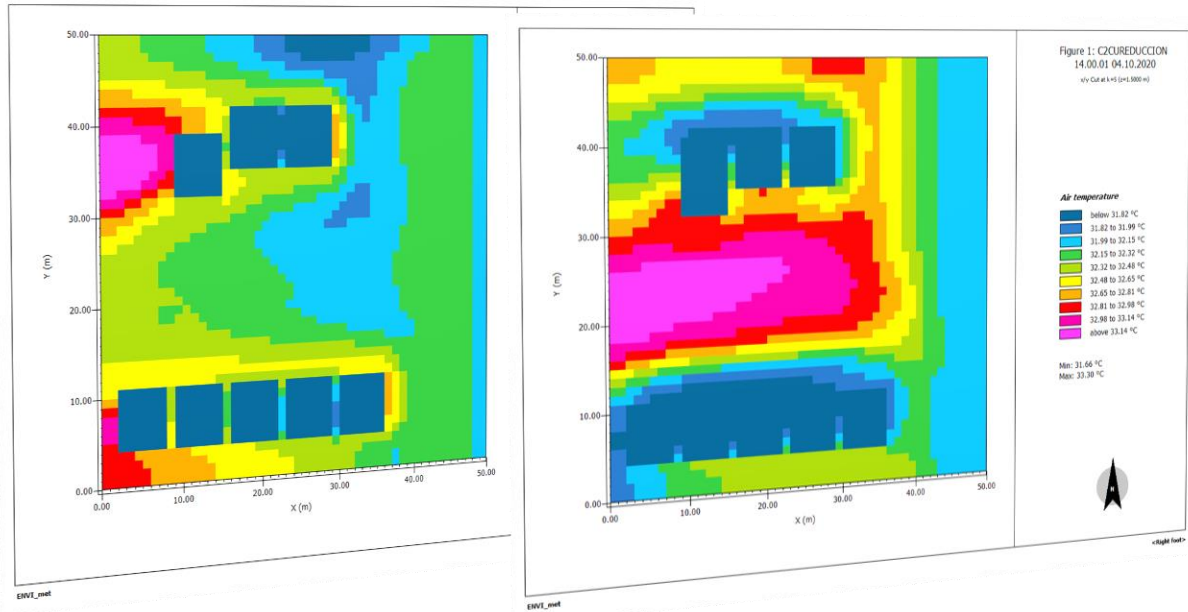 50.00
40.00
30.00
20.00
10.00
0.00
Y (m)
0.00 10.00 20.00 30.00 40.00 50.00
X (m)
ENVI_met
50.00
40.00
30.00
20.00
10.00
0.00
Y (m)
0.00 10.00 20.00 30.00 40.00 50.00
X (m)
ENVI_met
Figure 1: C2CUREDUCCION
14.00.01 04.10.2020
x/y Cut at k=5 (z=1.5000 m)
Air temperature
below 31.82 °C
31.82 to 31.99 °C
31.99 to 32.15 °C
32.15 to 32.32 °C
32.32 to 32.48 °C
32.48 to 32.65 °C
32.65 to 32.81 °C
32.81 to 32.98 °C
32.98 to 33.14 °C
above 33.14 °C
Min: 31.66 °C
Max: 33.30 °C
N
<Right foot>